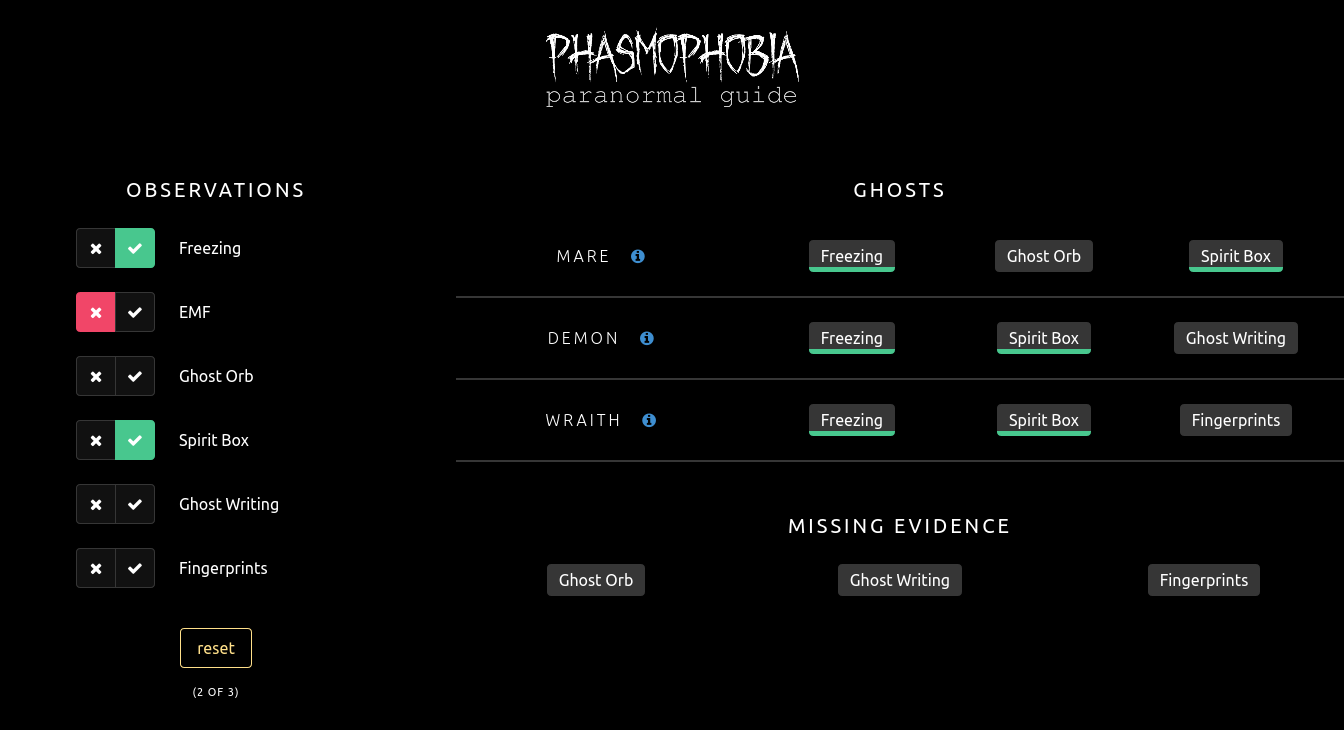 PHASMOPHOBIA
paranormal guide
OBSERVATIONS
Freezing
EMF
Ghost Orb
Spirit Box
Ghost Writing
Fingerprints
reset
(2 OF 3)
GHOSTS
MARE Freezing Ghost Orb Spirit Box
DEMON Freezing Spirit Box Ghost Writing
WRAITH Freezing Spirit Box Fingerprints
MISSING EVIDENCE
Ghost Orb Ghost Writing Fingerprints